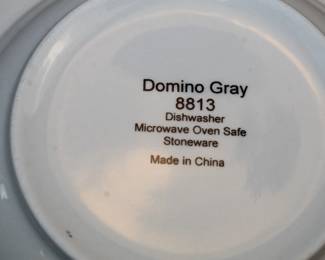 Domino Gray
8813
Dishwasher
Microwave Oven Safe
Stoneware
Made in China